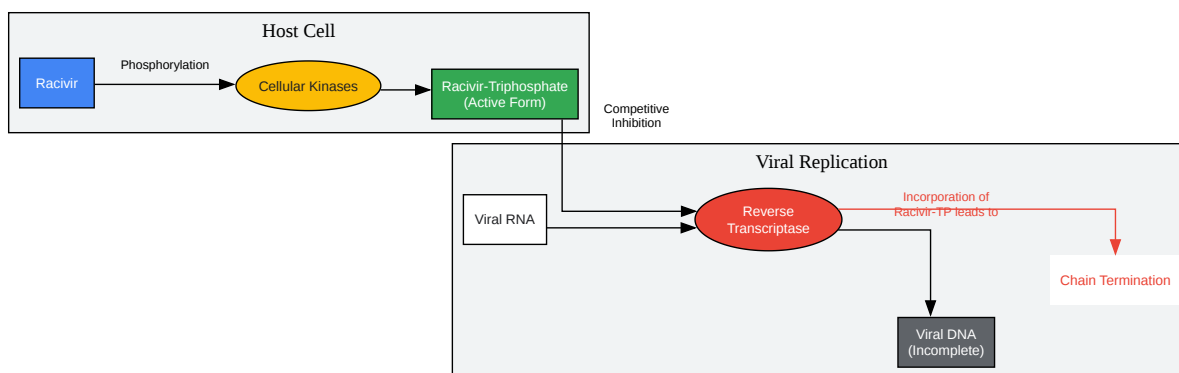 Host Cell
Racivir
Phosphorylation
Cellular Kinases
Racivir-Triphosphate
(Active Form)
Competitive
Inhibition
Viral Replication
Viral RNA
Reverse
Transcriptase
Incorporation of
Racivir-TP leads to
Chain Termination
Viral DNA
(Incomplete)